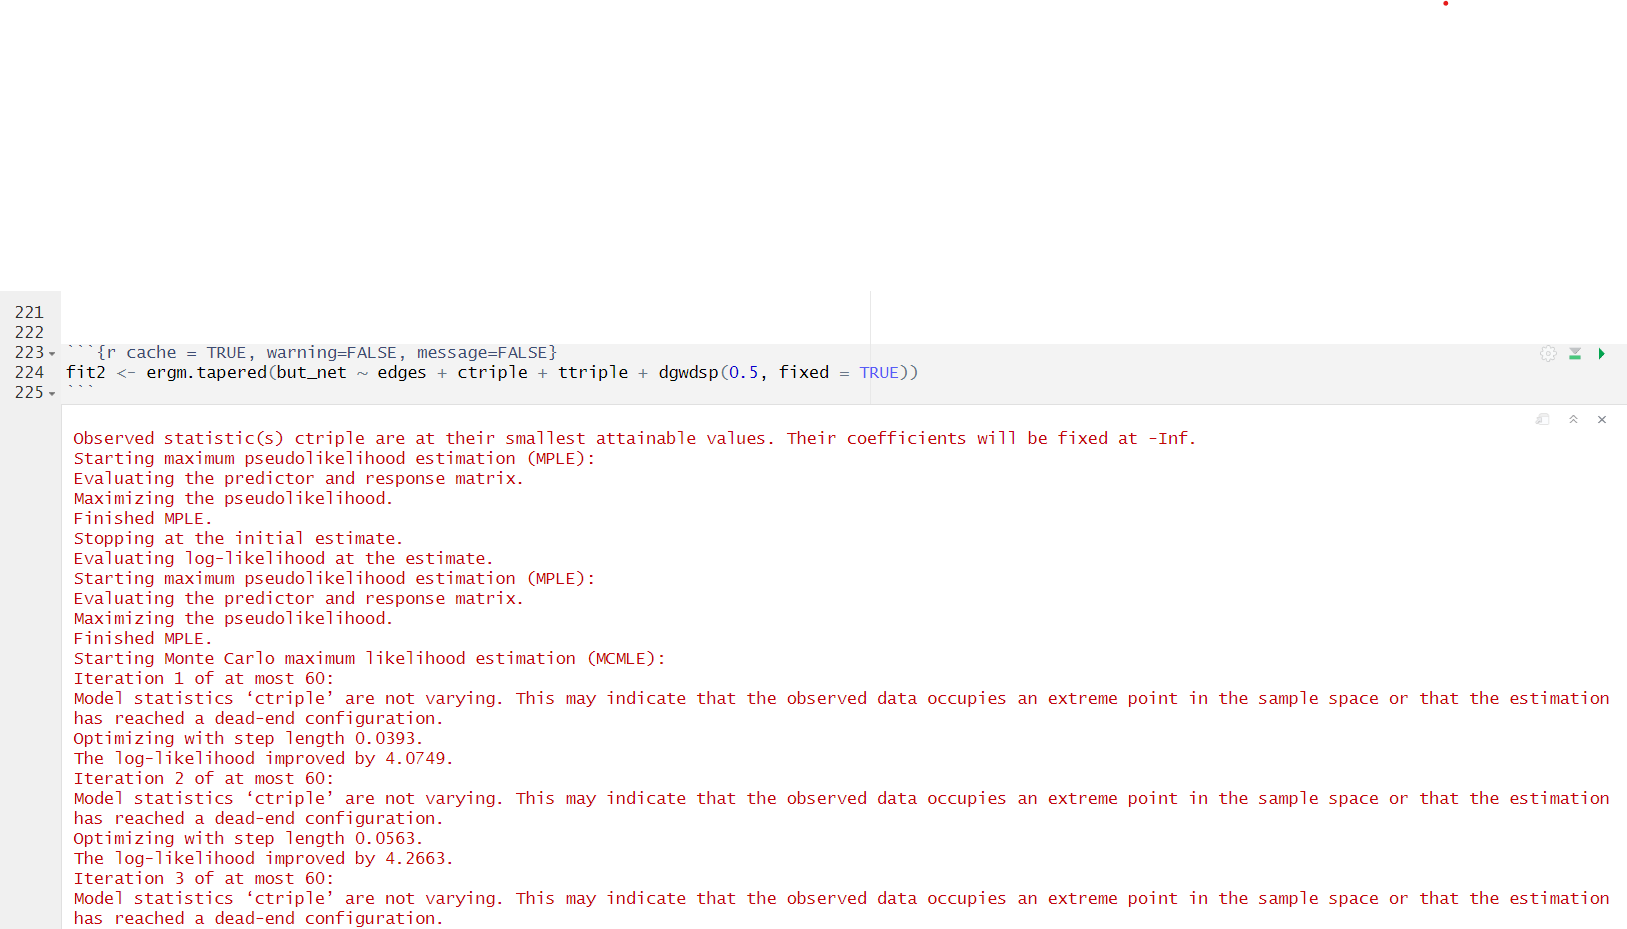 221
222
223 ```{r cache = TRUE, warning=FALSE, message=FALSE}
224 fit2 <- ergm.tapered(but_net ~ edges + ctriple + ttriple + dgwdsp(0.5, fixed = TRUE))
225 ```
Observed statistic(s) ctriple are at their smallest attainable values. Their coefficients will be fixed at -Inf.
Starting maximum pseudolikelihood estimation (MPLE):
Evaluating the predictor and response matrix.
Maximizing the pseudolikelihood.
Finished MPLE.
Stopping at the initial estimate.
Evaluating log-likelihood at the estimate.
Starting maximum pseudolikelihood estimation (MPLE):
Evaluating the predictor and response matrix.
Maximizing the pseudolikelihood.
Finished MPLE.
Starting Monte Carlo maximum likelihood estimation (MCMLE):
Iteration 1 of at most 60:
Model statistics ‘ctriple’ are not varying. This may indicate that the observed data occupies an extreme point in the sample space or that the estimation
has reached a dead-end configuration.
Optimizing with step length 0.0393.
The log-likelihood improved by 4.0749.
Iteration 2 of at most 60:
Model statistics ‘ctriple’ are not varying. This may indicate that the observed data occupies an extreme point in the sample space or that the estimation
has reached a dead-end configuration.
Optimizing with step length 0.0563.
The log-likelihood improved by 4.2663.
Iteration 3 of at most 60:
Model statistics ‘ctriple’ are not varying. This may indicate that the observed data occupies an extreme point in the sample space or that the estimation
has reached a dead-end configuration.